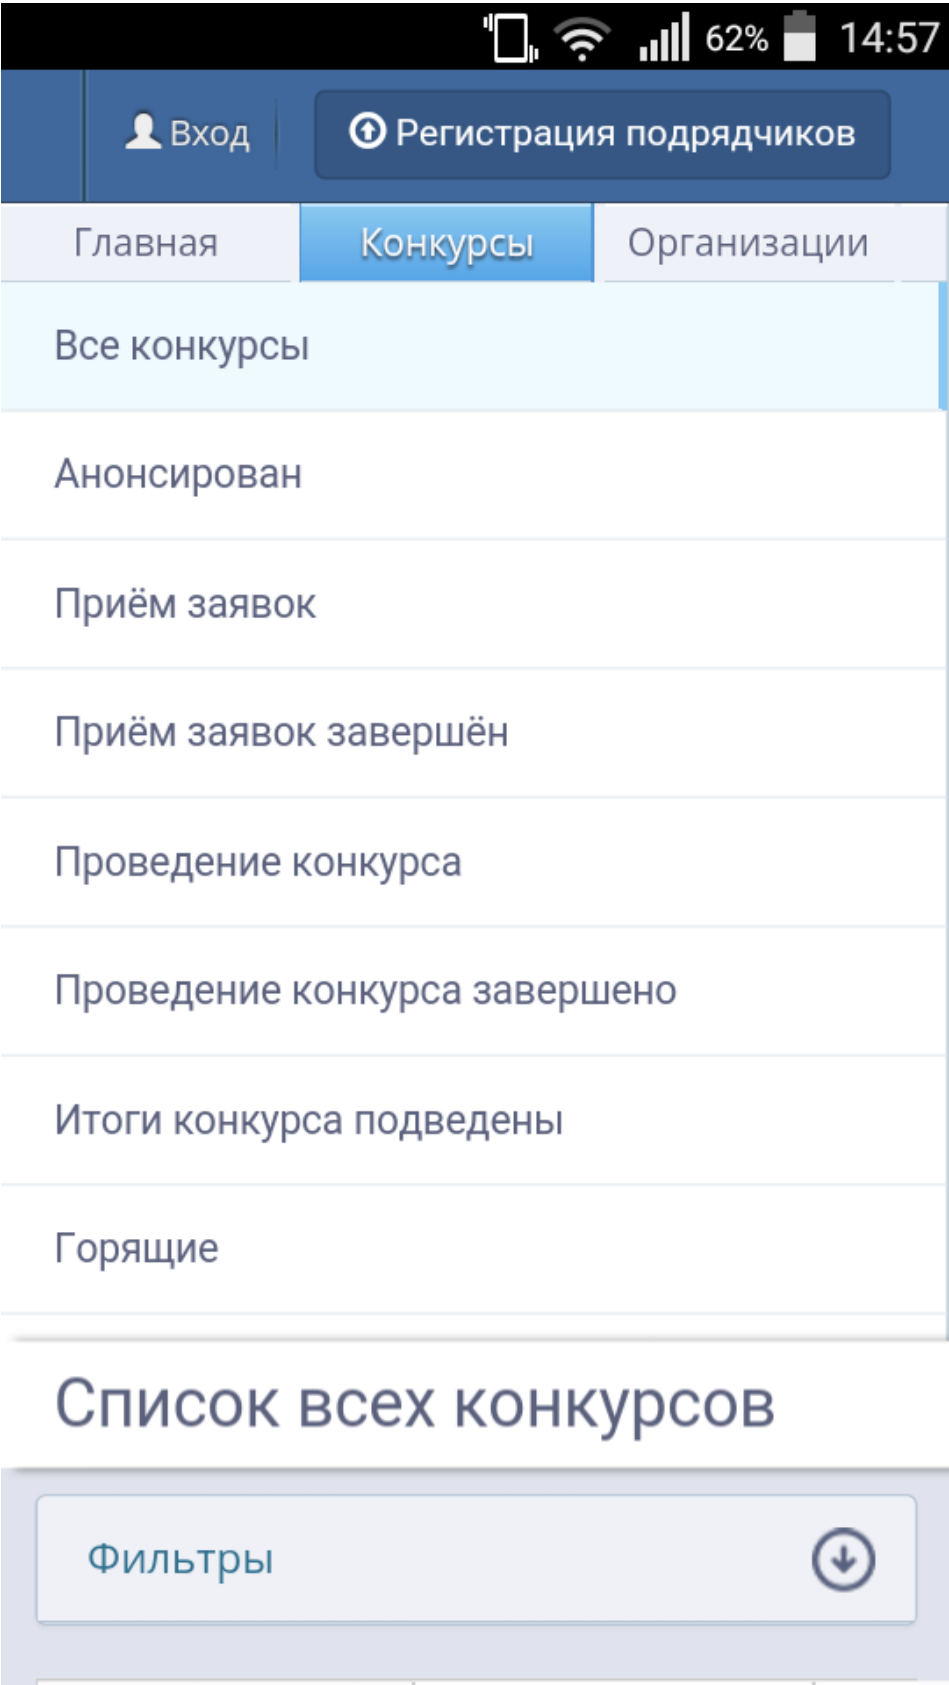 62% 14:57
Вход Регистрация подрядчиков
Главная Конкурсы Организации
Все конкурсы
Анонсирован
Приём заявок
Приём заявок завершён
Проведение конкурса
Проведение конкурса завершено
Итоги конкурса подведены
Горящие
Список всех конкурсов
Фильтры